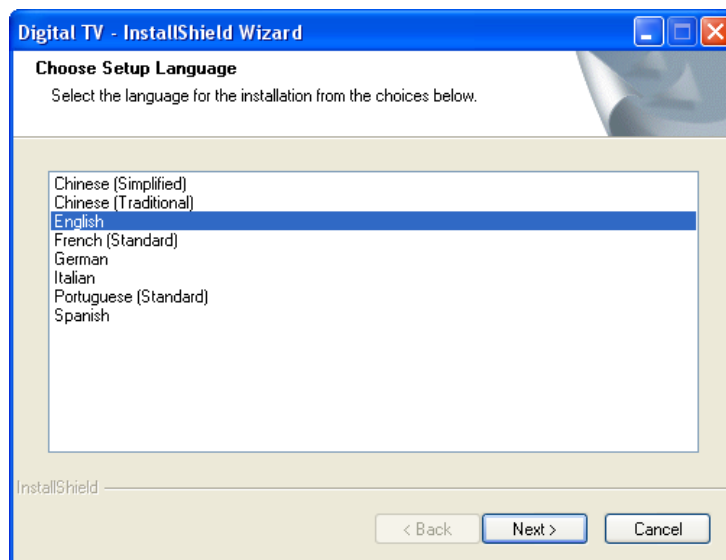 Digital TV - InstallShield Wizard
Choose Setup Language
Select the language for the installation from the choices below.
Chinese (Simplified)
Chinese (Traditional)
English
French (Standard)
German
Italian
Portuguese (Standard)
Spanish
InstallShield
< Back Next > Cancel